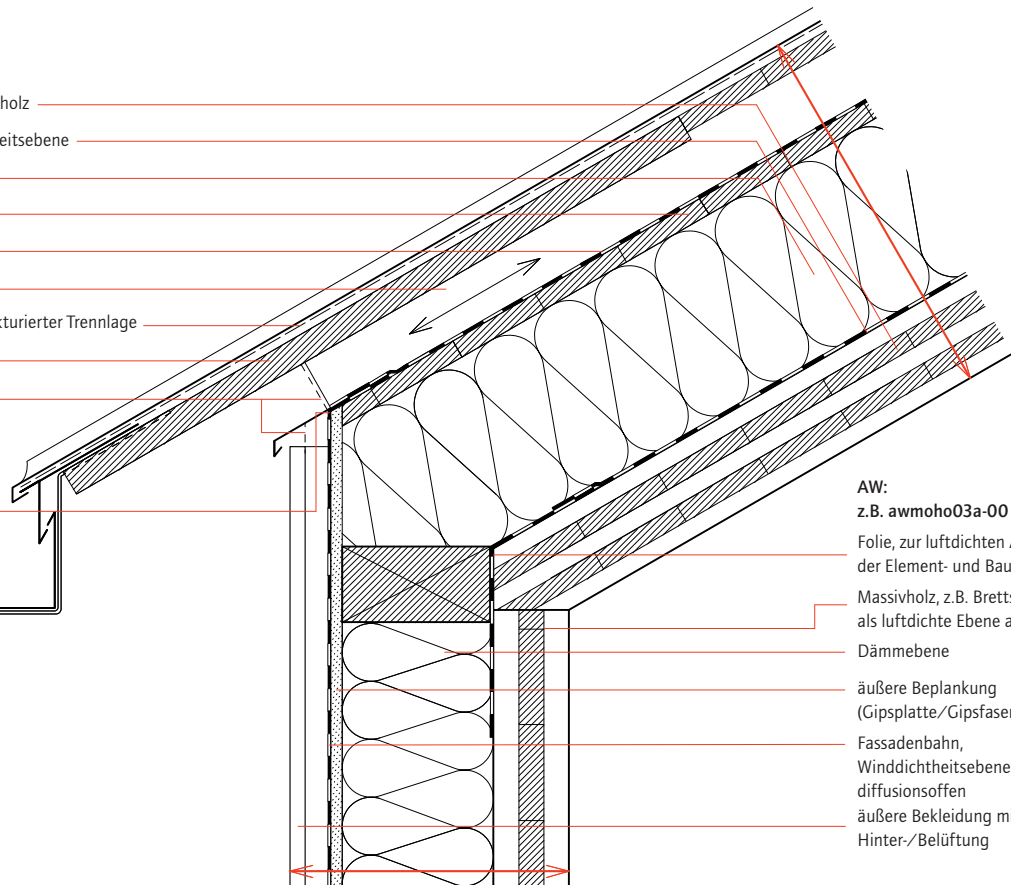 holz
eitsebene
kturierter Trennlage
AW:
z.B. awmoho03a-00
Folie, zur luftdichten
der Element- und Bau
Massivholz, z.B. Bretts
als luftdichte Ebene a
Dämmebene
äußere Beplankung
(Gipsplatte/Gipsfaser
Fassadenbahn,
Winddichtheitsebene
diffusionsoffen
äußere Bekleidung m
Hinter-/Belüftung